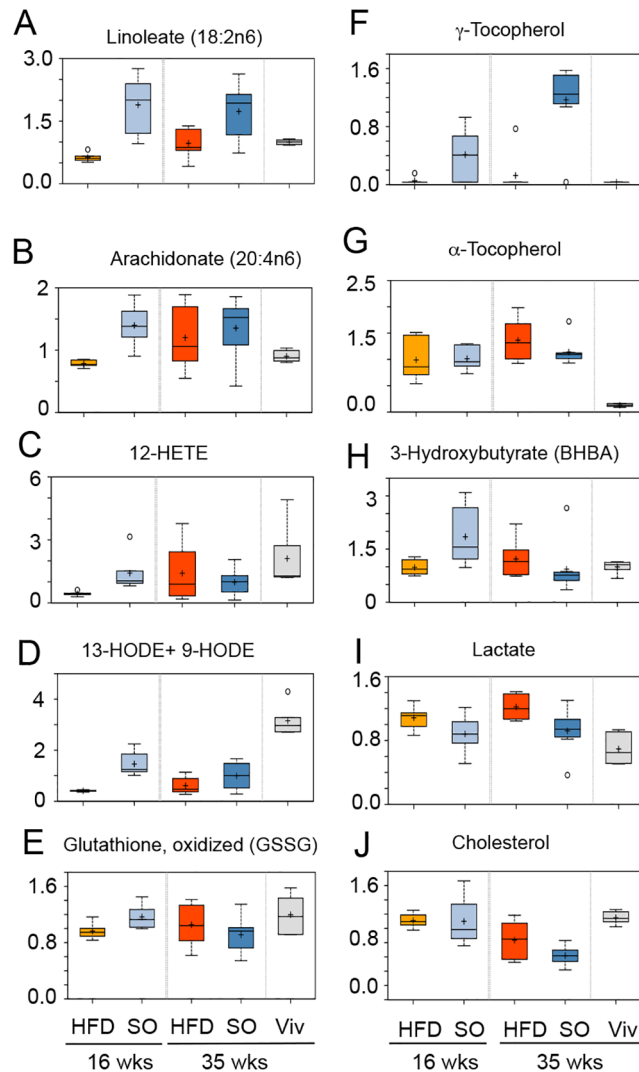 A
Linoleate (18:2n6)
3.0
1.5
0.0
B
Arachidonate (20:4n6)
2
1
0
C
12-HETE
6
2
0
D
13-HODE+ 9-HODE
4
2
0
E
Glutathione, oxidized (GSSG)
1.6
0.8
0.0
HFD SO HFD SO Viv
16 wks 35 wks
F
γ-Tocopherol
1.6
0.8
0
G
α-Tocopherol
2.5
1.5
0.0
H
3-Hydroxybutyrate (BHBA)
3
1
0
I
Lactate
1.6
0.8
0.0
J
Cholesterol
1.6
0.8
0.0
HFD SO HFD SO Viv
16 wks 35 wks